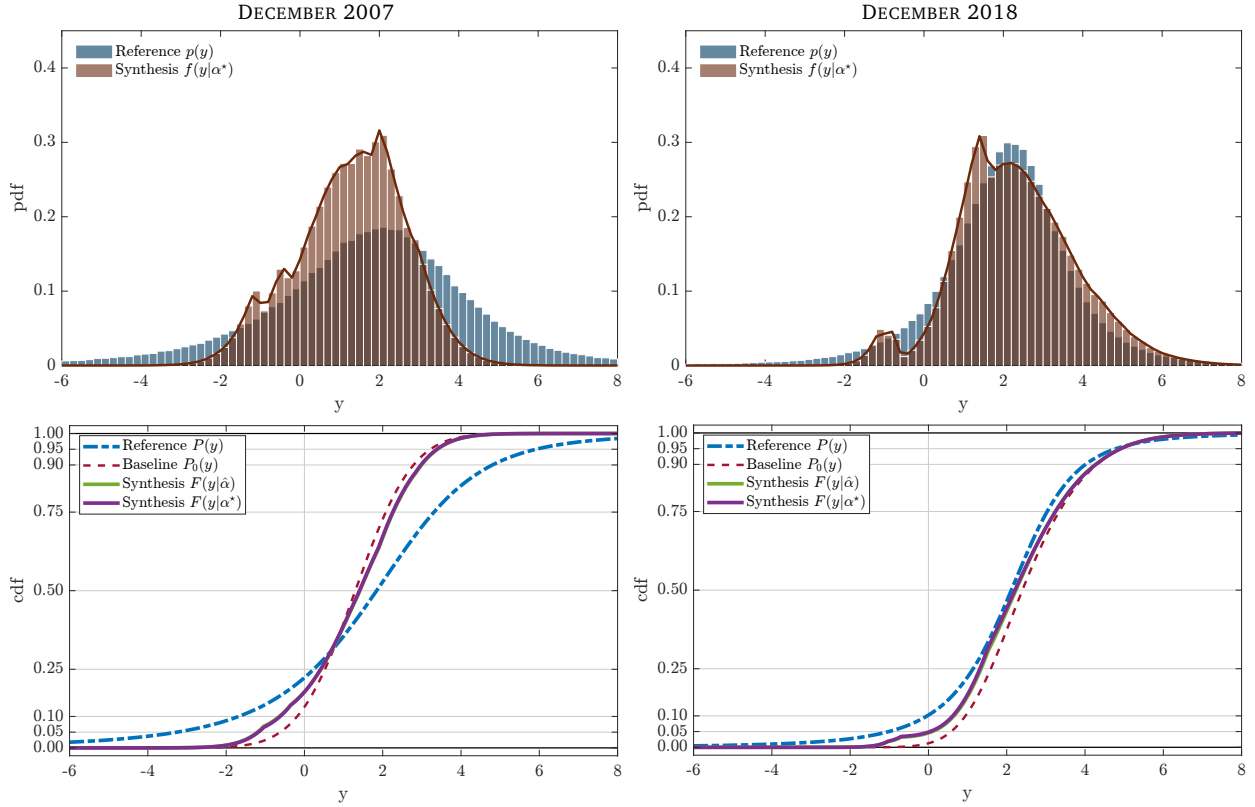 DECEMBER 2007
Reference p(y)
Synthesis f(y|α⋆)
0.4
0.3
0.2
0.1
0
pdf
-6 -4 -2 0 2 4 6 8
y
DECEMBER 2018
Reference p(y)
Synthesis f(y|α⋆)
0.4
0.3
0.2
0.1
0
pdf
-6 -4 -2 0 2 4 6 8
y
Reference P(y)
Baseline P₀(y)
Synthesis F(y|α̂)
Synthesis F(y|α⋆)
1.00
0.95
0.90
0.75
0.50
0.25
0.10
0.05
0.00
cdf
-6 -4 -2 0 2 4 6 8
y
Reference P(y)
Baseline P₀(y)
Synthesis F(y|α̂)
Synthesis F(y|α⋆)
1.00
0.95
0.90
0.75
0.50
0.25
0.10
0.05
0.00
cdf
-6 -4 -2 0 2 4 6 8
y